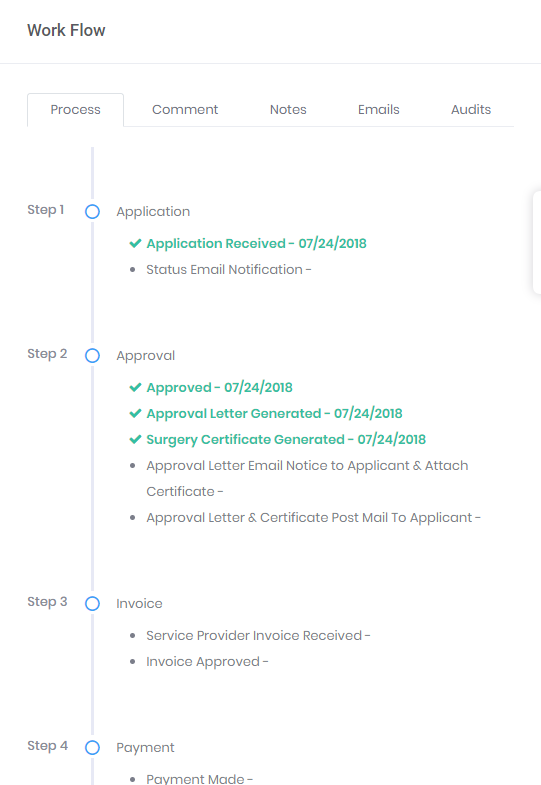 Work Flow
Process Comment Notes Emails Audits
Step 1 Application
Application Received - 07/24/2018
Status Email Notification -
Step 2 Approval
Approved - 07/24/2018
Approval Letter Generated - 07/24/2018
Surgery Certificate Generated - 07/24/2018
Approval Letter Email Notice to Applicant & Attach
Certificate -
Approval Letter & Certificate Post Mail To Applicant -
Step 3 Invoice
Service Provider Invoice Received -
Invoice Approved -
Step 4 Payment
Payment Made -